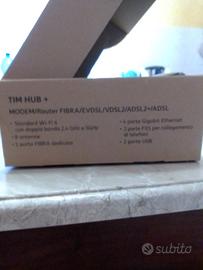 TIM HUB +
MODEM/Router FIBRA/EVDSL/VDSL2/ADSL2+/ADSL
• Standard Wi-Fi 6
con doppia banda 2,4 GHz e 5GHz
• 8 antenne
• 1 porta FIBRA dedicata
• 4 porte Gigabit Ethernet
• 2 porte FXS per collegamento
di telefoni
• 2 porte USB
subito